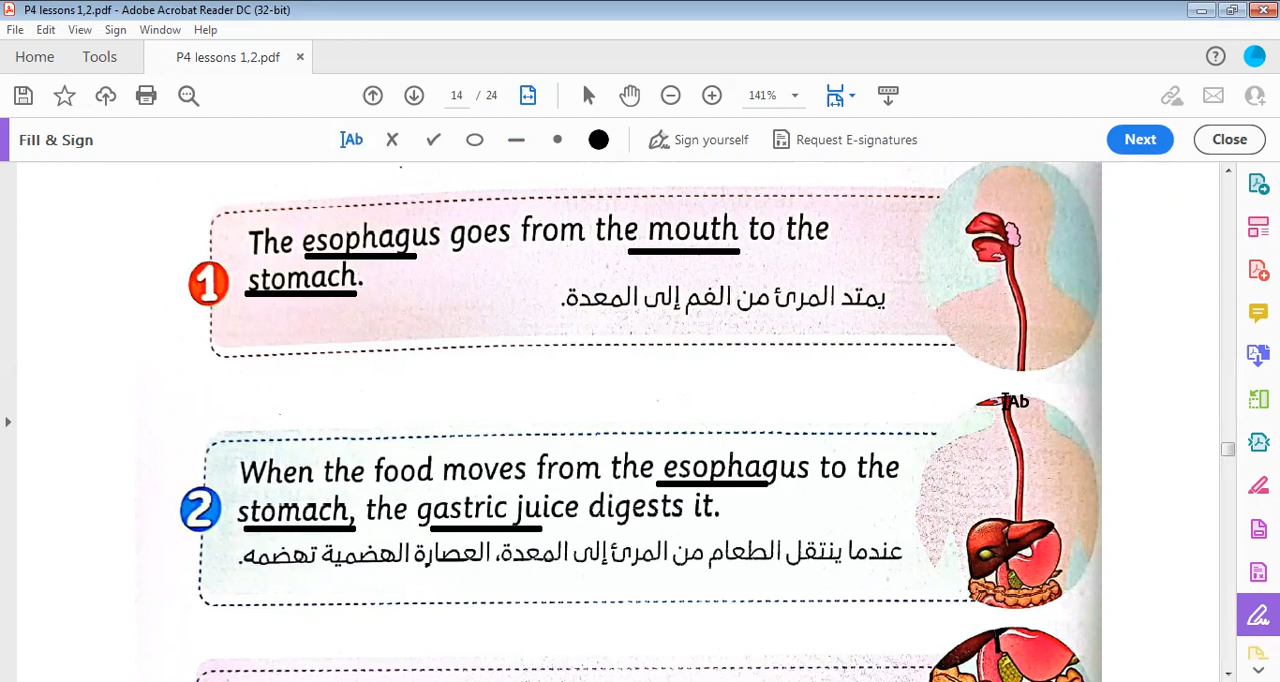 P4 lessons 1,2.pdf - Adobe Acrobat Reader DC (32-bit)
File Edit View Sign Window Help
Home Tools P4 lessons 1,2.pdf ×
14 / 24 141%
Fill & Sign Ab Sign yourself Request E-signatures Next Close
The esophagus goes from the mouth to the
1
stomach.
يمتد المرئ من الفم إلى المعدة.
Ab
When the food moves from the esophagus to the
2
stomach, the gastric juice digests it.
عندما ينتقل الطعام من المرئ إلى المعدة، العصارة الهضمية تهضمه.